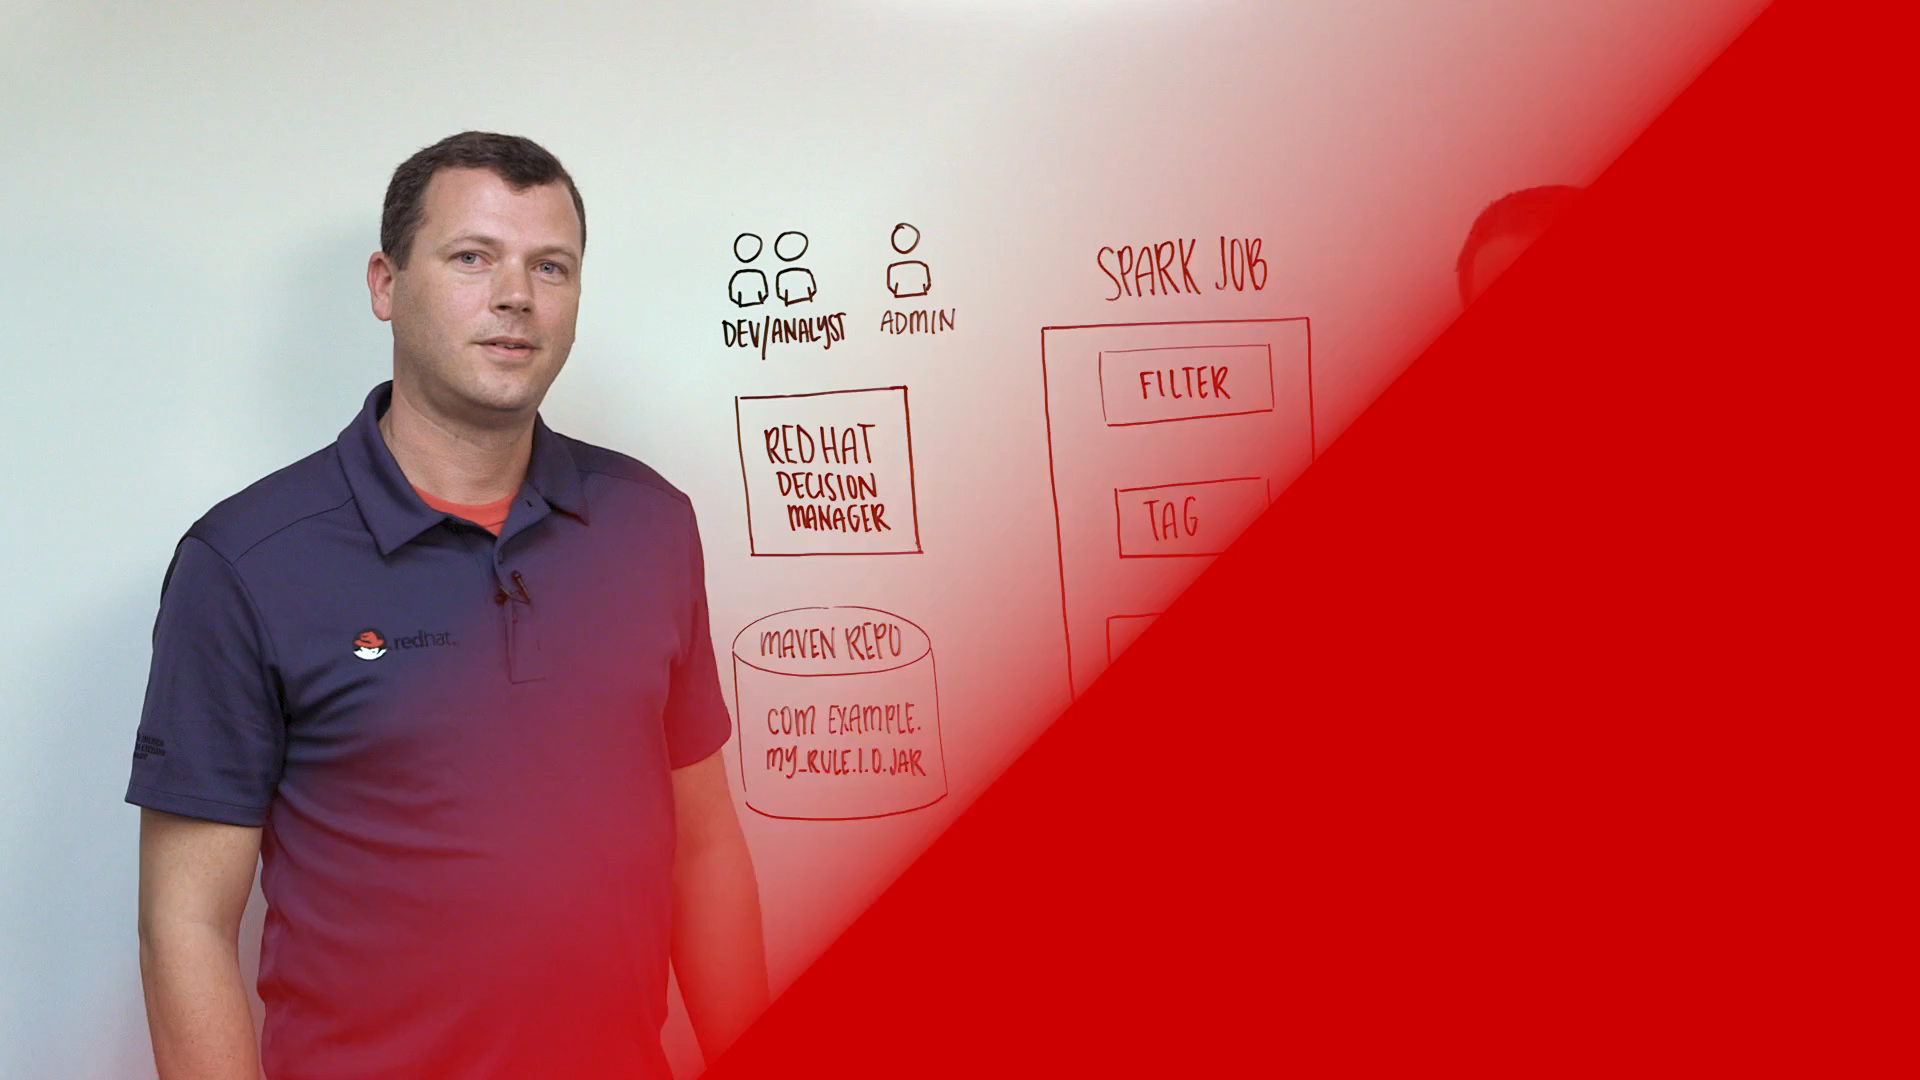 DEV/ANALYST
ADMIN
RED HAT
DECISION
MANAGER
MAVEN REPO
COM EXAMPLE.
MY_RULE.1.0.JAR
SPARK JOB
FILTER
TAG
redhat.